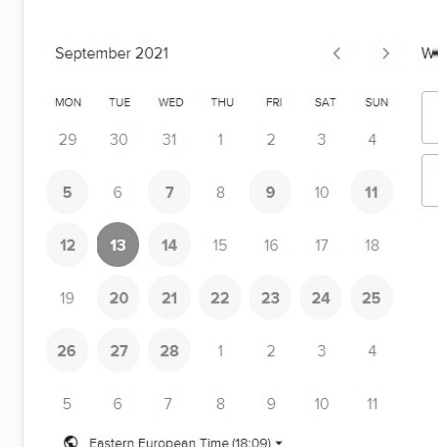 September 2021
MON TUE WED THU FRI SAT SUN
29 30 31 1 2 3 4
5 6 7 8 9 10 11
12 13 14 15 16 17 18
19 20 21 22 23 24 25
26 27 28 1 2 3 4
5 6 7 8 9 10 11
Eastern European Time (18:09)